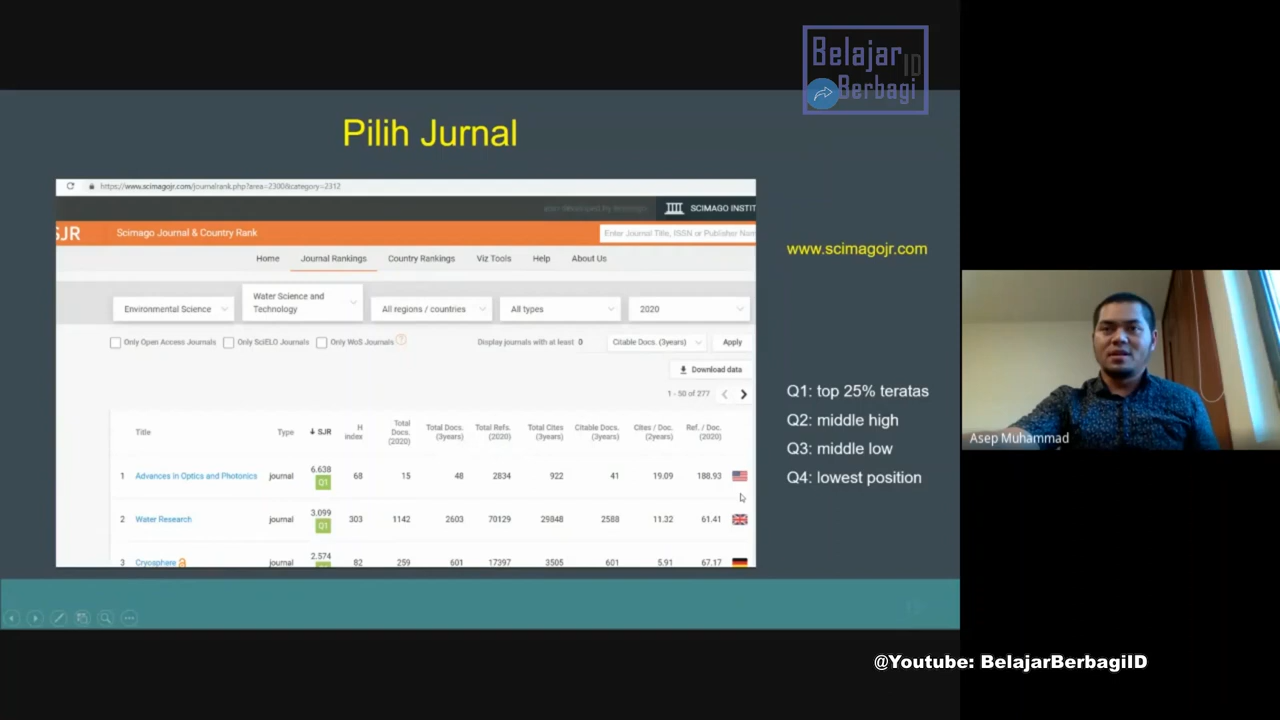 Belajar ID
Berbagi
Pilih Jurnal
https://www.scimagojr.com/journalrank.php?area=2300&category=2312
SCIMAGO INSTIT
SJR
Scimago Journal & Country Rank
Enter Journal Title, ISSN or Publisher Nam
Home Journal Rankings Country Rankings Viz Tools Help About Us
Environmental Science
Water Science and
Technology
All regions / countries
All types
2020
Only Open Access Journals Only SciELO Journals Only WoS Journals ?
Display journals with at least 0 Citable Docs. (3years) Apply
Download data
1 - 50 of 277
Title Type SJR H index Total Docs. (2020) Total Docs. (3years) Total Refs. (2020) Total Cites (3years) Citable Docs. (3years) Cites / Doc. (2years) Ref. / Doc. (2020)
1 Advances in Optics and Photonics journal 6.638 Q1 68 15 48 2834 922 41 19.09 188.93
2 Water Research journal 3.099 Q1 303 1142 2603 70129 29848 2588 11.32 61.41
3 Cryosphere journal 2.574 82 259 601 17397 3505 601 5.91 67.17
www.scimagojr.com
Q1: top 25% teratas
Q2: middle high
Q3: middle low
Q4: lowest position
Asep Muhammad
@Youtube: BelajarBerbagiID